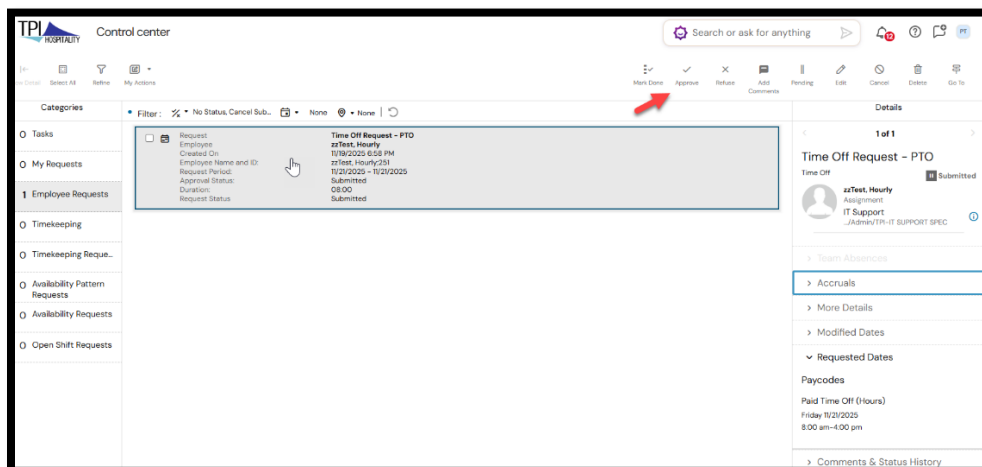 TPI HOSPITALITY
Control center
Search or ask for anything
12
PT
Select All
Refine
My Actions
Mark Done
Approve
Refuse
Add Comments
Pending
Edit
Cancel
Delete
Go To
Categories
Filter : No Status, Cancel Sub... None None
Details
0 Tasks
0 My Requests
1 Employee Requests
0 Timekeeping
0 Timekeeping Reque...
0 Availability Pattern Requests
0 Availability Requests
0 Open Shift Requests
Request Time Off Request - PTO
Employee zzTest, Hourly
Created On 11/19/2025 6:58 PM
Employee Name and ID: zzTest, Hourly;251
Request Period: 11/21/2025 - 11/21/2025
Approval Status: Submitted
Duration: 08:00
Request Status Submitted
1 of 1
Time Off Request - PTO
Time Off
Submitted
zzTest, Hourly
Assignment
IT Support
.../Admin/TPI-IT SUPPORT SPEC
Team Absences
Accruals
More Details
Modified Dates
Requested Dates
Paycodes
Paid Time Off (Hours)
Friday 11/21/2025
8:00 am-4:00 pm
Comments & Status History